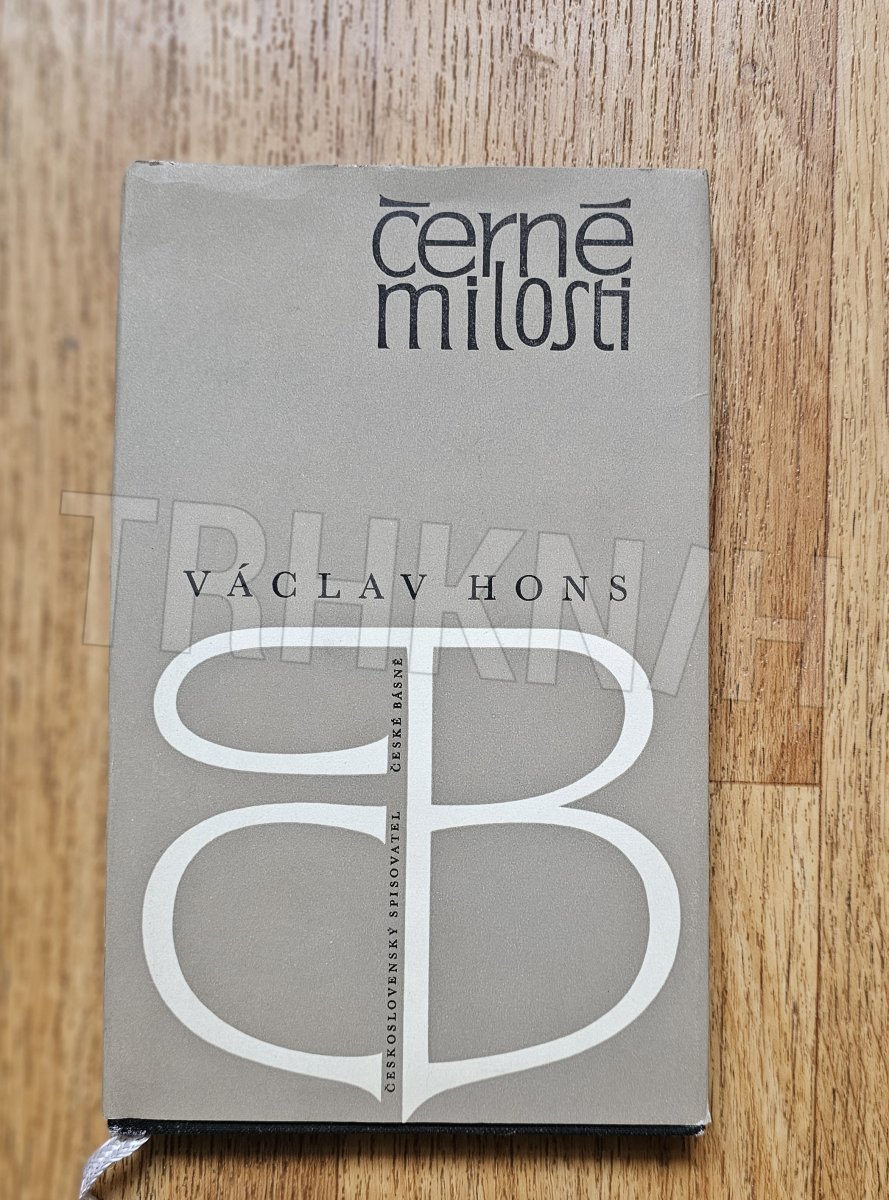 černé
milosti
VÁCLAV HONS
ČESKOSLOVENSKÝ SPISOVATEL ČESKÉ BÁSNĚ
TRHKNIH